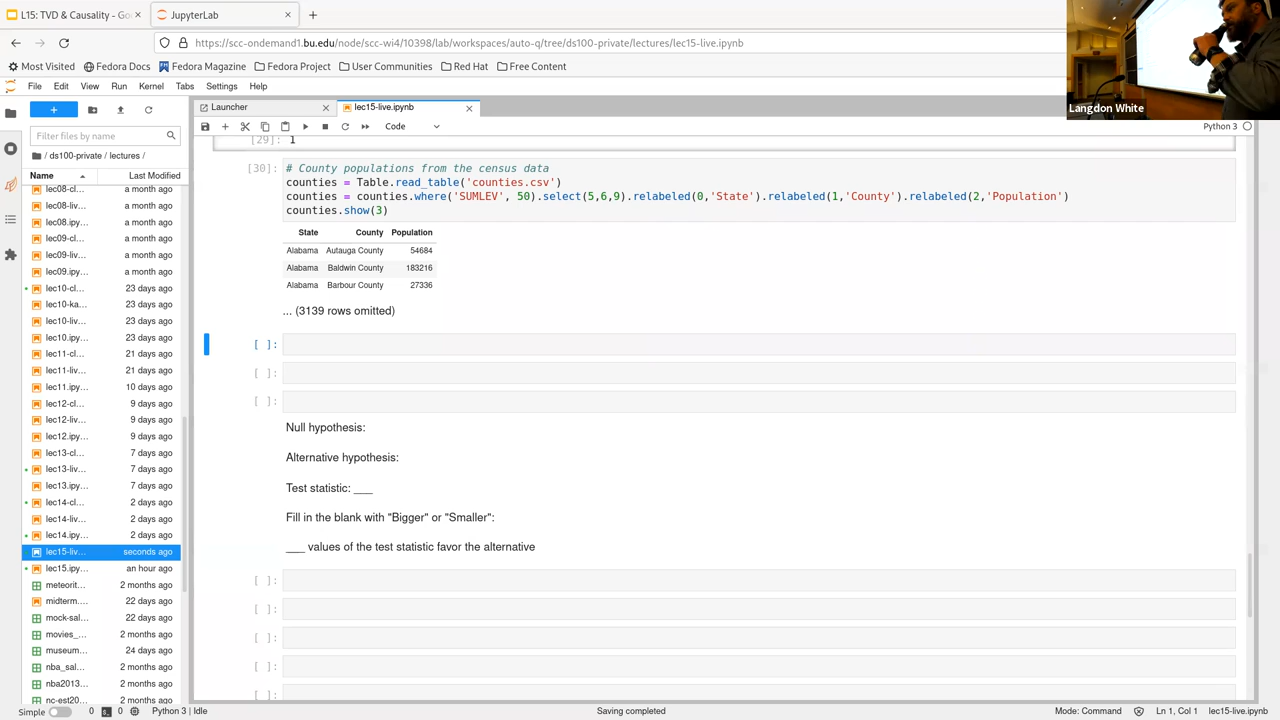 L15: TVD & Causality - Go
JupyterLab
https://scc-ondemand1.bu.edu/node/scc-wi4/10398/lab/workspaces/auto-q/tree/ds100-private/lectures/lec15-live.ipynb
Most Visited Fedora Docs Fedora Magazine Fedora Project User Communities Red Hat Free Content
Langdon White
File Edit View Run Kernel Tabs Settings Help
Launcher
lec15-live.ipynb
Code
Python 3
Filter files by name
/ ds100-private / lectures /
Name Last Modified
lec08-cl... a month ago
lec08-liv... a month ago
lec08.ipy... a month ago
lec09-cl... a month ago
lec09-liv... a month ago
lec09.ipy... a month ago
lec10-cl... 23 days ago
lec10-ka... 23 days ago
lec10-liv... 23 days ago
lec10.ipy... 23 days ago
lec11-cl... 21 days ago
lec11-liv... 21 days ago
lec11.ipy... 10 days ago
lec12-cl... 9 days ago
lec12-liv... 9 days ago
lec12.ipy... 9 days ago
lec13-cl... 7 days ago
lec13-liv... 7 days ago
lec13.ipy... 7 days ago
lec14-cl... 2 days ago
lec14-liv... 2 days ago
lec14.ipy... 2 days ago
lec15-liv... seconds ago
lec15.ipy... an hour ago
meteorit... 2 months ago
midterm.... 22 days ago
mock-sal... 22 days ago
movies_... 2 months ago
museum... 24 days ago
nba_sal... 2 months ago
nba2013... 2 months ago
nc-est20... 2 months ago
[29]: 1
[30]: # County populations from the census data
counties = Table.read_table('counties.csv')
counties = counties.where('SUMLEV', 50).select(5,6,9).relabeled(0,'State').relabeled(1,'County').relabeled(2,'Population')
counties.show(3)
State County Population
Alabama Autauga County 54684
Alabama Baldwin County 183216
Alabama Barbour County 27336
... (3139 rows omitted)
[ ]:
[ ]:
[ ]:
Null hypothesis:
Alternative hypothesis:
Test statistic: ___
Fill in the blank with "Bigger" or "Smaller":
___ values of the test statistic favor the alternative
[ ]:
[ ]:
[ ]:
[ ]:
[ ]:
Simple 0 0 Python 3 | Idle Saving completed Mode: Command Ln 1, Col 1 lec15-live.ipynb